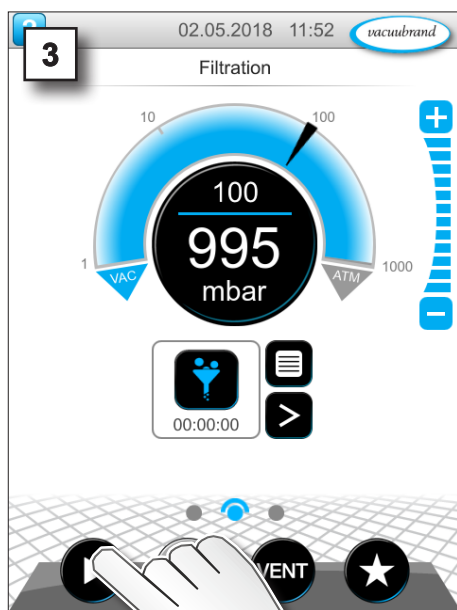 02.05.2018 11:52 vacuubrand
3
Filtration
10 100
100
995
mbar
1 VAC ATM 1000
00:00:00
VENT